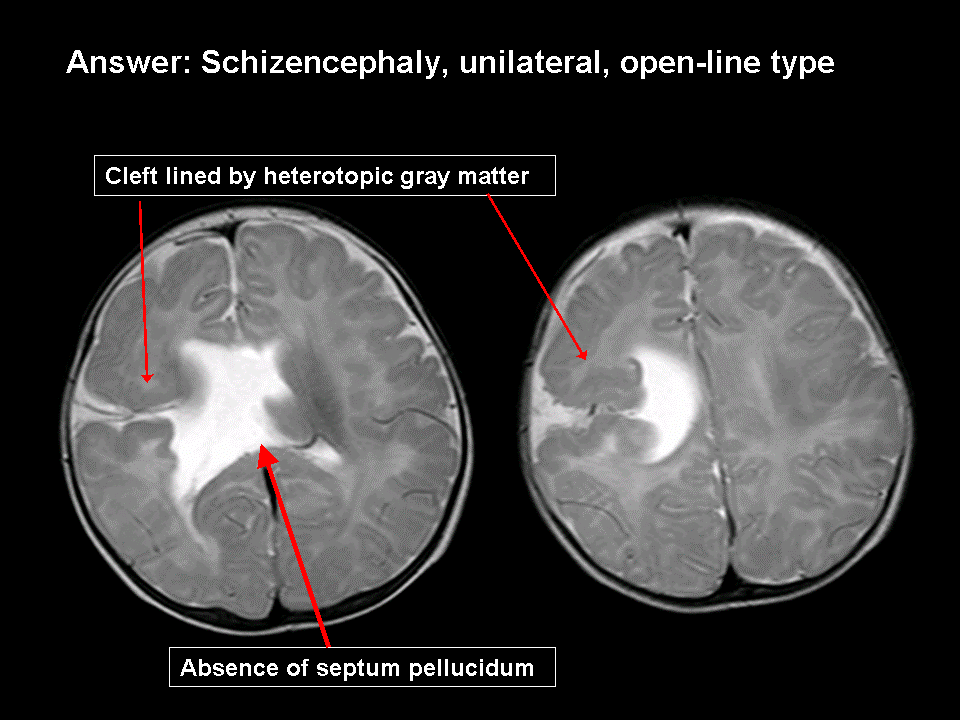 Answer: Schizencephaly, unilateral, open-line type
Cleft lined by heterotopic gray matter
Absence of septum pellucidum